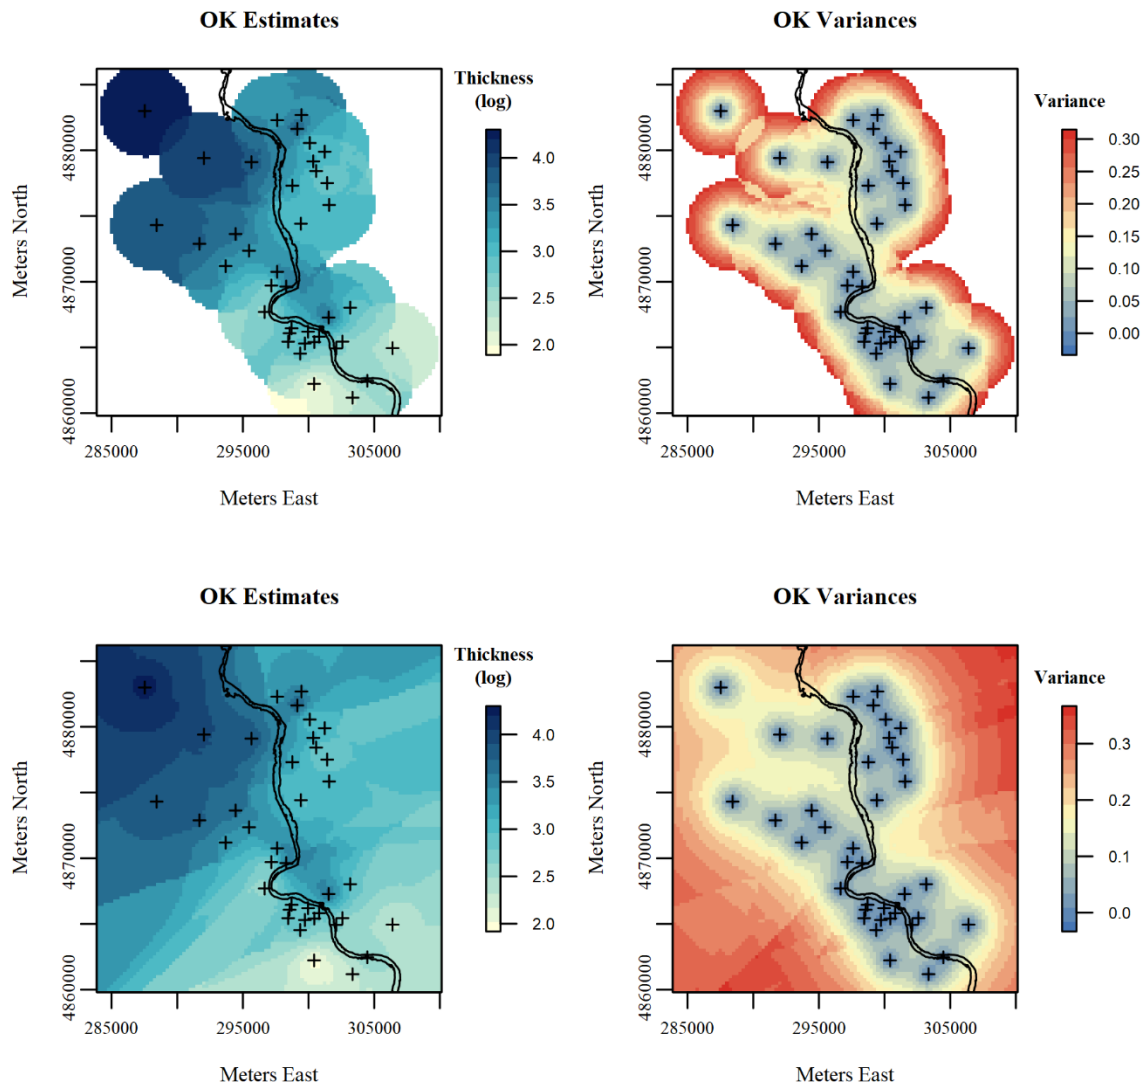 OK Estimates
OK Variances
Thickness
(log)
Variance
Meters North
4860000
4870000
4880000
4.0
3.5
3.0
2.5
2.0
285000
295000
305000
Meters East
Meters North
4860000
4870000
4880000
0.30
0.25
0.20
0.15
0.10
0.05
0.00
285000
295000
305000
Meters East
OK Estimates
OK Variances
Thickness
(log)
Variance
Meters North
4860000
4870000
4880000
4.0
3.5
3.0
2.5
2.0
285000
295000
305000
Meters East
Meters North
4860000
4870000
4880000
0.3
0.2
0.1
0.0
285000
295000
305000
Meters East